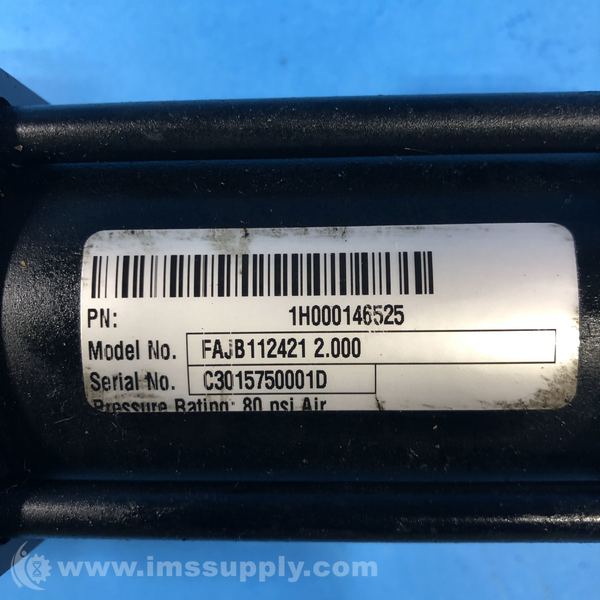 PN: 1H000146525
Model No. FAJB112421 2.000
Serial No. C3015750001D
Pressure Rating: 80 psi Air
www.imssupply.com